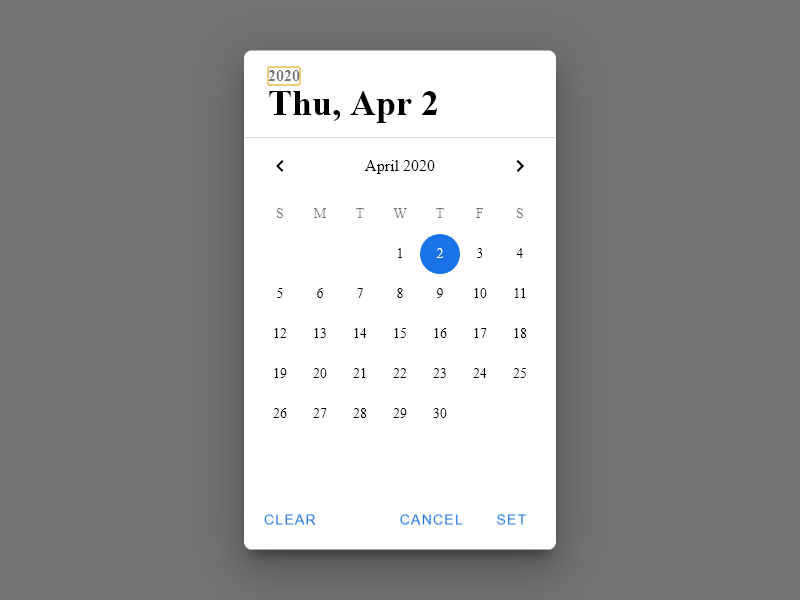 2020
Thu, Apr 2
April 2020
S M T W T F S
1 2 3 4
5 6 7 8 9 10 11
12 13 14 15 16 17 18
19 20 21 22 23 24 25
26 27 28 29 30
CLEAR CANCEL SET